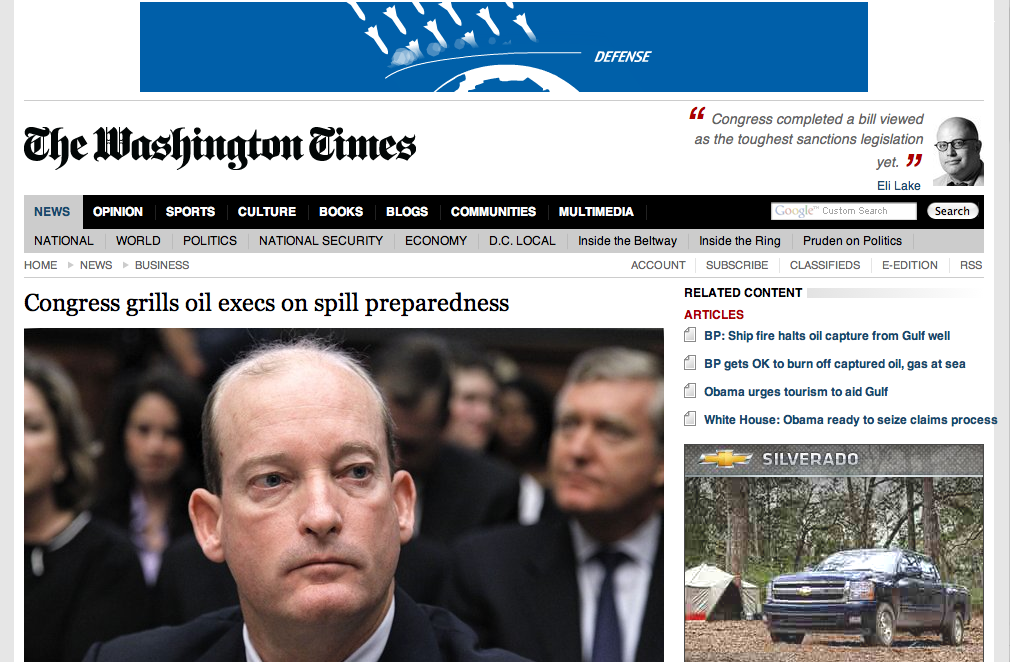 DEFENSE
The Washington Times
“ Congress completed a bill viewed
as the toughest sanctions legislation
yet. ”
Eli Lake
NEWS OPINION SPORTS CULTURE BOOKS BLOGS COMMUNITIES MULTIMEDIA Google™ Custom Search Search
NATIONAL WORLD POLITICS NATIONAL SECURITY ECONOMY D.C. LOCAL Inside the Beltway Inside the Ring Pruden on Politics
HOME NEWS BUSINESS ACCOUNT SUBSCRIBE CLASSIFIEDS E-EDITION RSS
Congress grills oil execs on spill preparedness
RELATED CONTENT
ARTICLES
BP: Ship fire halts oil capture from Gulf well
BP gets OK to burn off captured oil, gas at sea
Obama urges tourism to aid Gulf
White House: Obama ready to seize claims process
SILVERADO